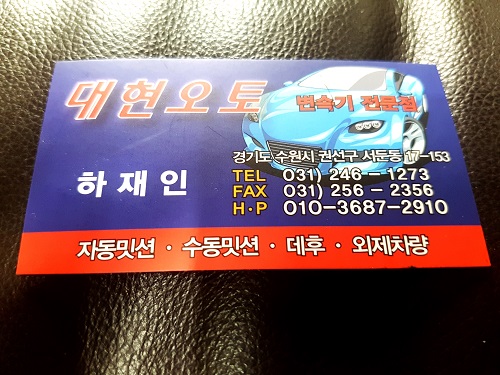 대현오토 변속기 전문점
경기도 수원시 권선구 서둔동 17-153
하재인
TEL 031) 246-1273
FAX 031) 256-2356
H·P 010-3687-2910
자동밋션 · 수동밋션 · 데후 · 외제차량